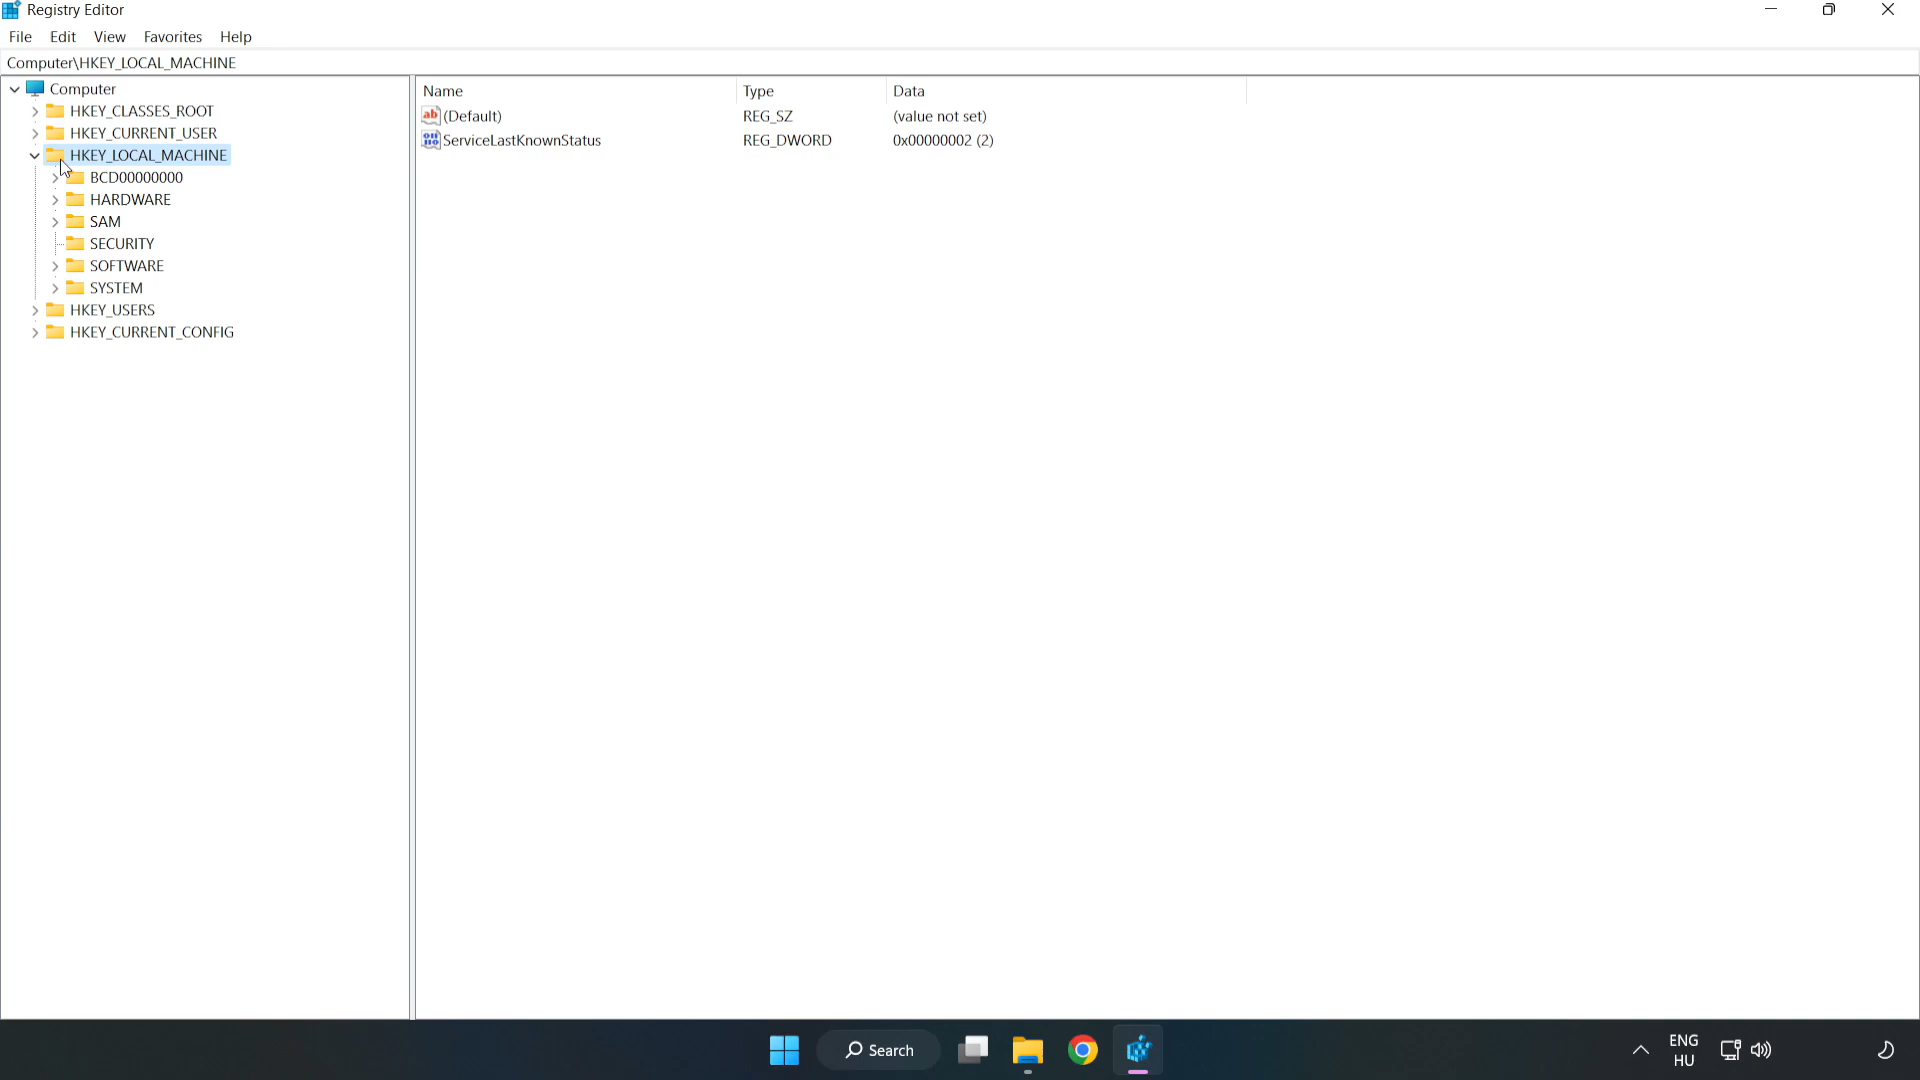 Registry Editor
File Edit View Favorites Help
Computer\HKEY_LOCAL_MACHINE
Computer
HKEY_CLASSES_ROOT
HKEY_CURRENT_USER
HKEY_LOCAL_MACHINE
BCD00000000
HARDWARE
SAM
SECURITY
SOFTWARE
SYSTEM
HKEY_USERS
HKEY_CURRENT_CONFIG
Name Type Data
(Default) REG_SZ (value not set)
ServiceLastKnownStatus REG_DWORD 0x00000002 (2)
Search
ENG
HU